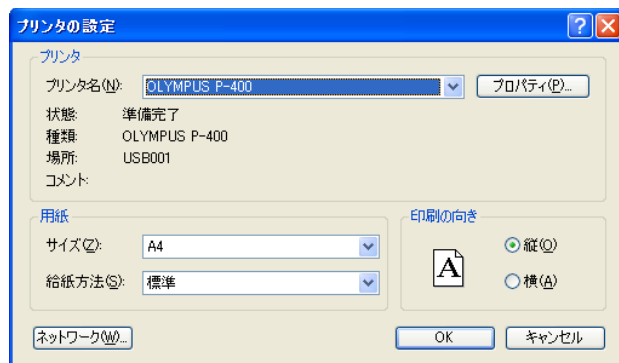 プリンタの設定
プリンタ
プリンタ名(N): OLYMPUS P-400 プロパティ(P)...
状態: 準備完了
種類: OLYMPUS P-400
場所: USB001
コメント:
用紙
サイズ(Z): A4
給紙方法(S): 標準
印刷の向き
A
縦(O)
横(A)
ネットワーク(W)... OK キャンセル